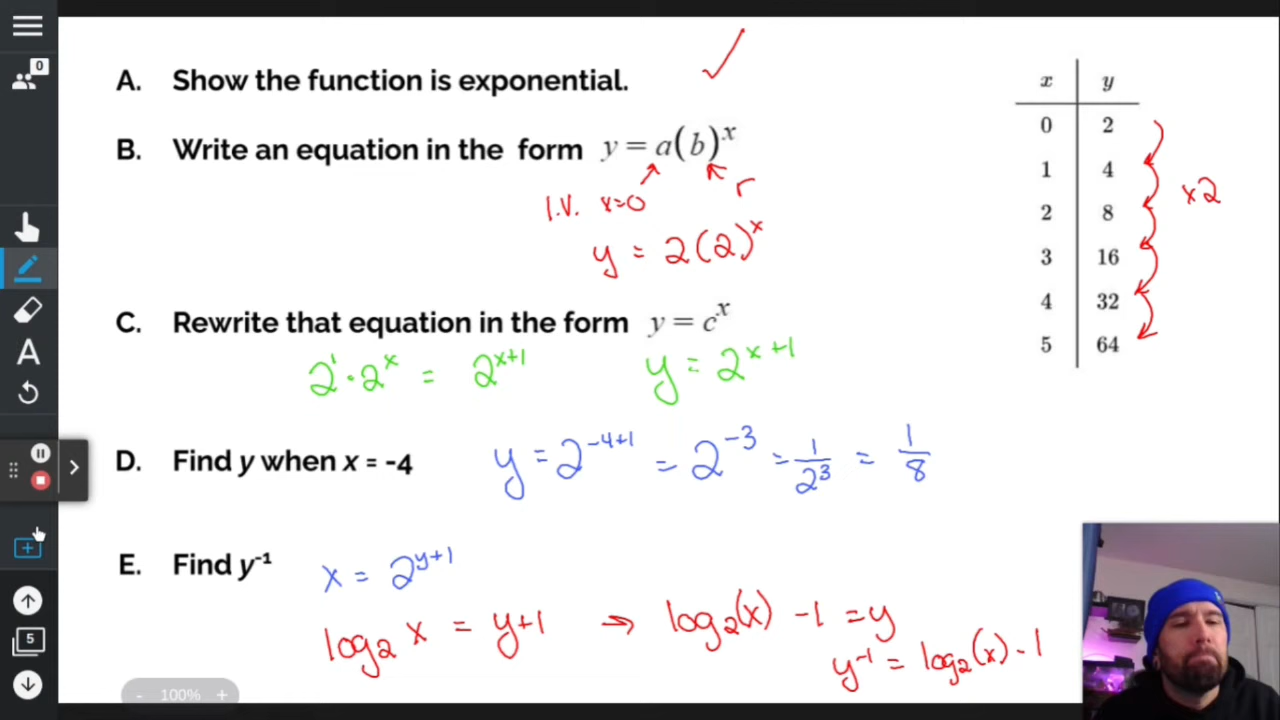 0
A. Show the function is exponential.
x y
0 2
1 4
2 8
3 16
4 32
5 64
x2
B. Write an equation in the form y = a(b)^x
I.V. x=0
r
y = 2(2)^x
C. Rewrite that equation in the form y = c^x
2^1 · 2^x = 2^{x+1}
y = 2^{x+1}
D. Find y when x = -4
y = 2^{-4+1} = 2^{-3} = 1/2^3 = 1/8
E. Find y^{-1}
x = 2^{y+1}
log₂ x = y+1 → log₂(x) -1 = y
y^{-1} = log₂(x) - 1
A
5
- 100% +